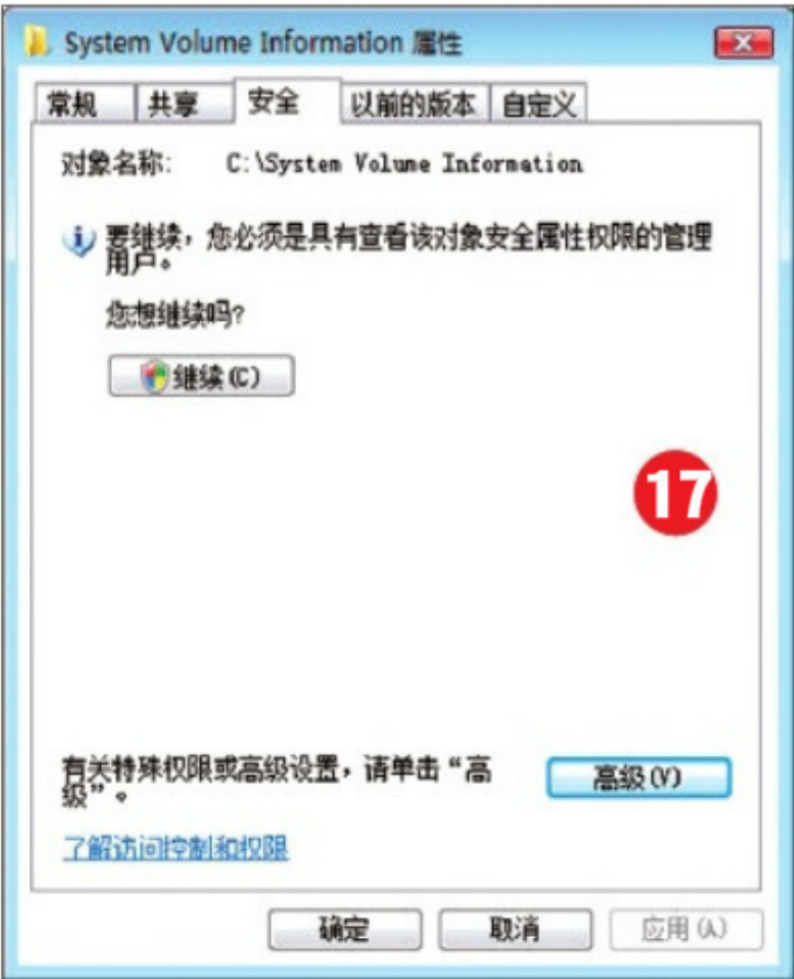 System Volume Information 属性
常规 共享 安全 以前的版本 自定义
对象名称: C:\System Volume Information
要继续，您必须是具有查看该对象安全属性权限的管理
用户。
您想继续吗?
继续(C)
17
有关特殊权限或高级设置，请单击“高
级”。
高级(V)
了解访问控制和权限
确定 取消 应用(A)